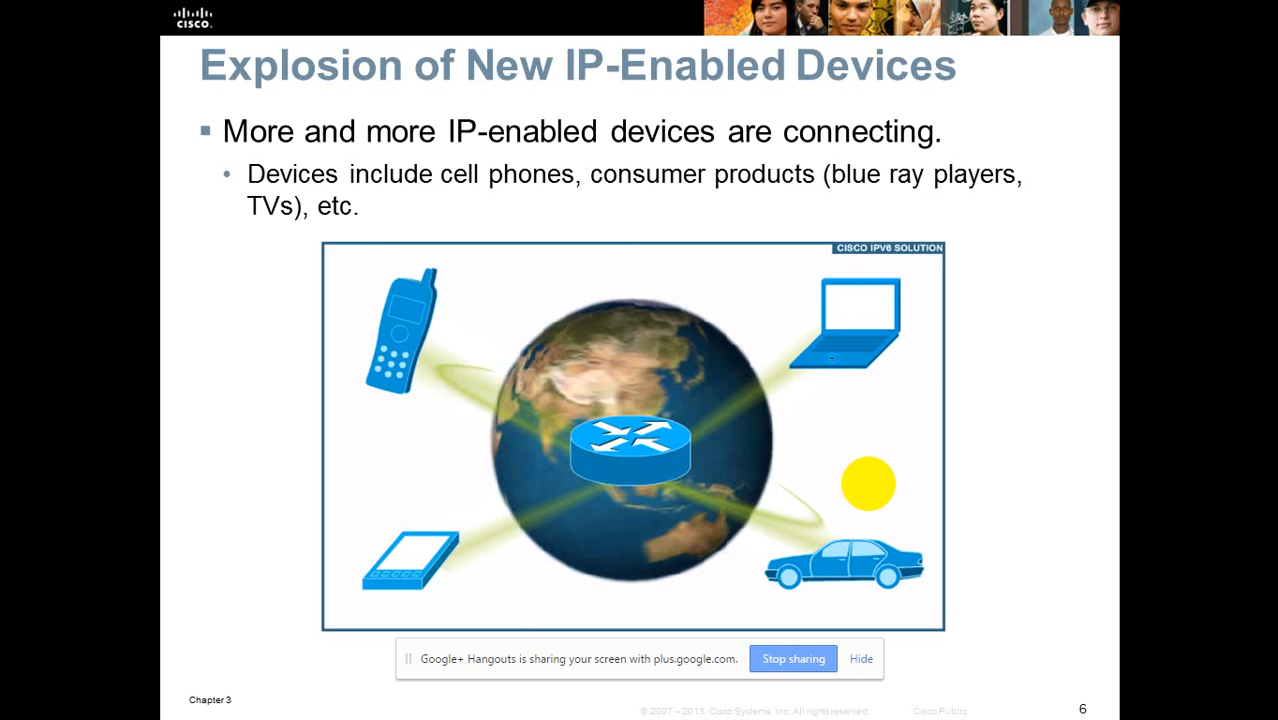 CISCO.
Explosion of New IP-Enabled Devices
More and more IP-enabled devices are connecting.
Devices include cell phones, consumer products (blue ray players,
TVs), etc.
CISCO IPV6 SOLUTION
Google+ Hangouts is sharing your screen with plus.google.com.
Stop sharing
Hide
Chapter 3
© 2007 – 2013, Cisco Systems, Inc. All rights reserved.
Cisco Public
6